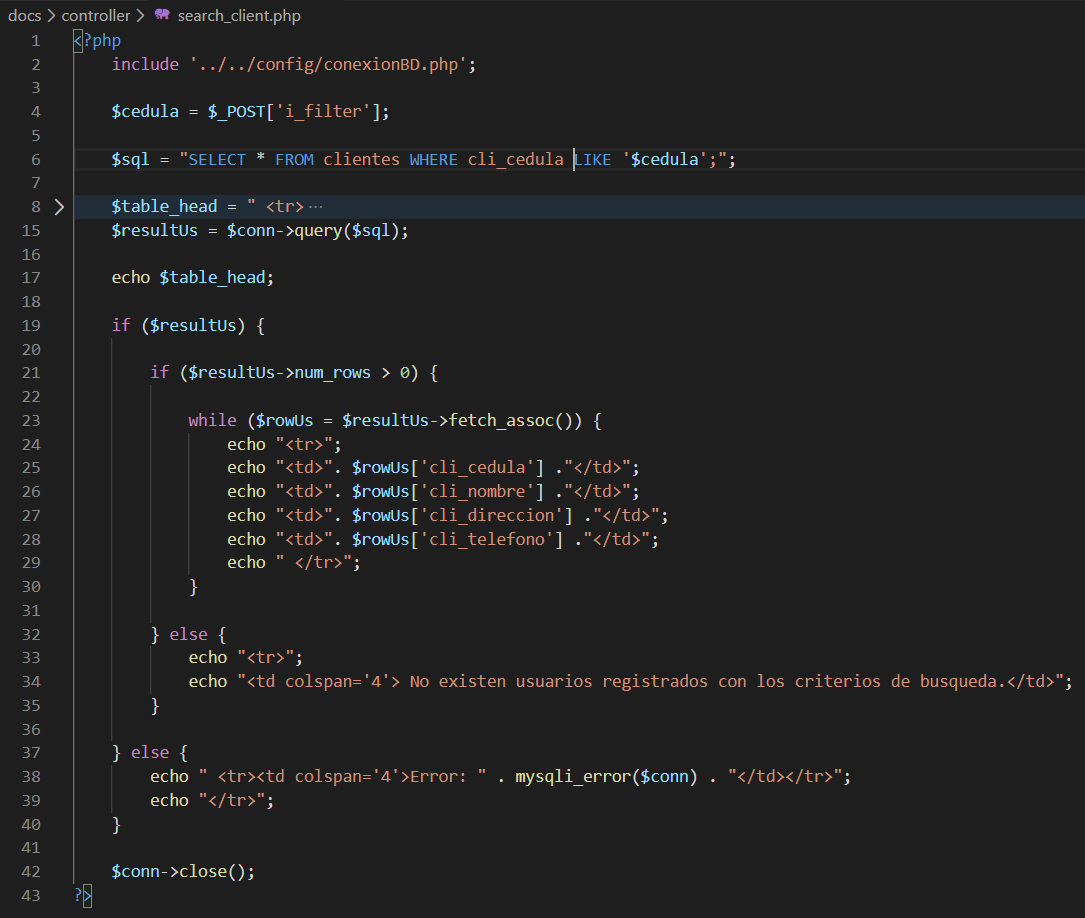 docs > controller > search_client.php
1 <?php
2 include '../../config/conexionBD.php';
3
4 $cedula = $_POST['i_filter'];
5
6 $sql = "SELECT * FROM clientes WHERE cli_cedula LIKE '$cedula';";
7
8 > $table_head = " <tr> ···
15 $resultUs = $conn->query($sql);
16
17 echo $table_head;
18
19 if ($resultUs) {
20
21 if ($resultUs->num_rows > 0) {
22
23 while ($rowUs = $resultUs->fetch_assoc()) {
24 echo "<tr>";
25 echo "<td>". $rowUs['cli_cedula'] ."</td>";
26 echo "<td>". $rowUs['cli_nombre'] ."</td>";
27 echo "<td>". $rowUs['cli_direccion'] ."</td>";
28 echo "<td>". $rowUs['cli_telefono'] ."</td>";
29 echo " </tr>";
30 }
31
32 } else {
33 echo "<tr>";
34 echo "<td colspan='4'> No existen usuarios registrados con los criterios de busqueda.</td>";
35 }
36
37 } else {
38 echo " <tr><td colspan='4'>Error: " . mysqli_error($conn) . "</td></tr>";
39 echo "</tr>";
40 }
41
42 $conn->close();
43 ?>